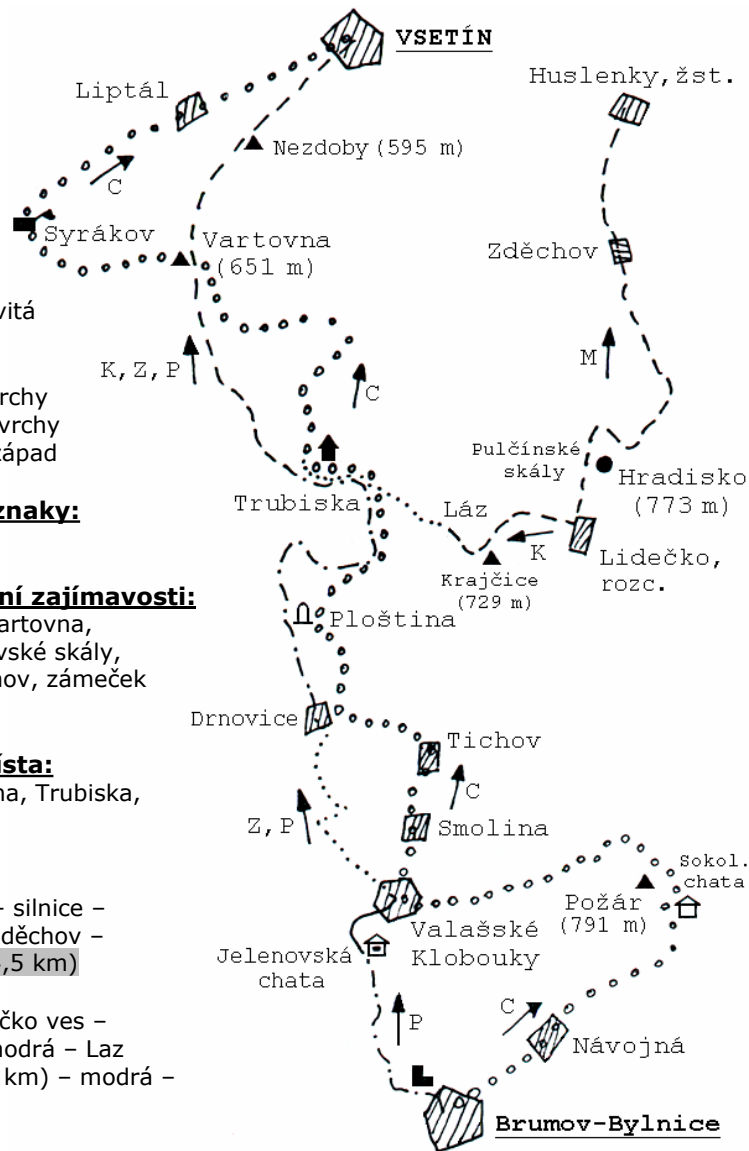 VSETÍN
Huslenky, žst.
Liptál
Nezdoby (595 m)
C
Syrákov
Vartovna
(651 m)
Zděchov
vitá
K, Z, P
M
C
rchy
vrchy
západ
Pulčínské
skály
Hradisko
(773 m)
Trubiska
Láz
znaky:
K
Krajčice
(729 m)
Lidečko,
rozc.
ní zajímavosti:
artovna,
vské skály,
nov, zámeček
Ploština
Drnovice
Tichov
ísta:
na, Trubiska,
C
Z, P
Smolina
Sokol.
chata
Požár
(791 m)
– silnice –
děchov –
,5 km)
Valašské
Klobouky
Jelenovská
chata
čko ves –
modrá – Laz
km) – modrá –
P
C
Návojná
Brumov-Bylnice